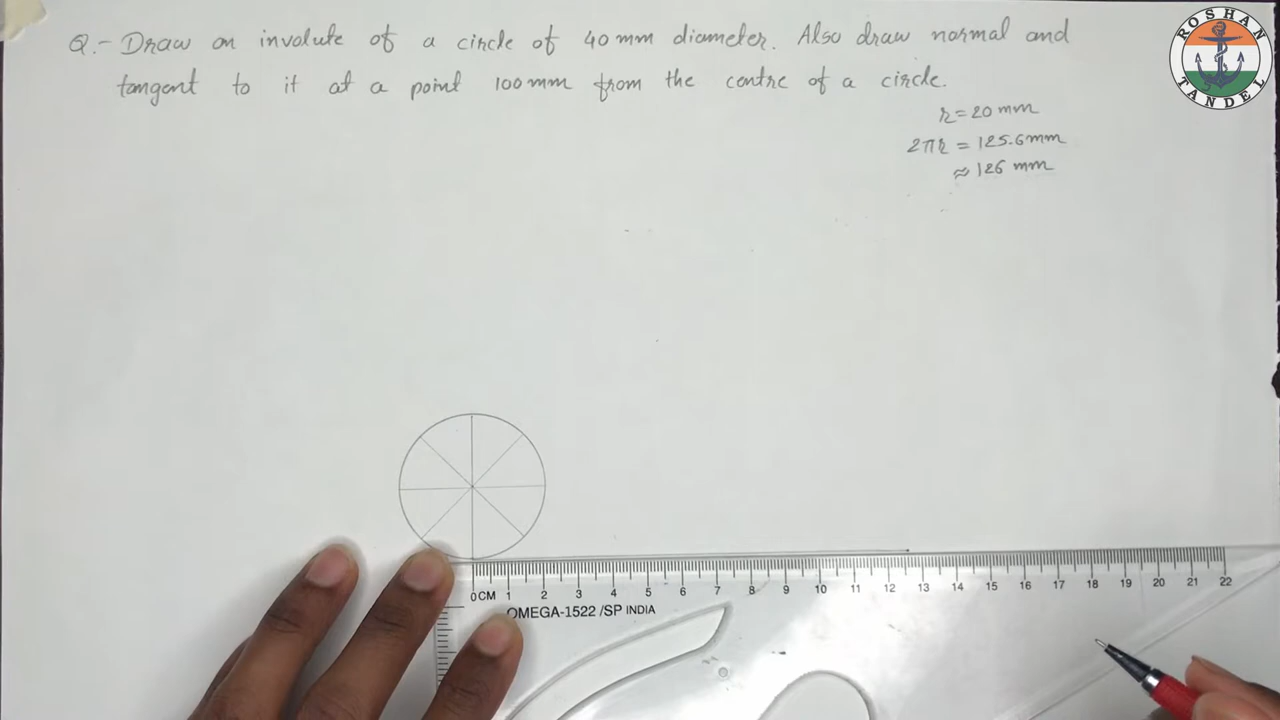 Q.- Draw an involute of a circle of 40 mm diameter. Also draw normal and
tangent to it at a point 100 mm from the centre of a circle.
r = 20 mm
2πr = 125.6 mm
≈ 126 mm
ROSHAN
TANDEL
0 CM 1 2 3 4 5 6 7 8 9 10 11 12 13 14 15 16 17 18 19 20 21 22
OMEGA-1522 /SP INDIA